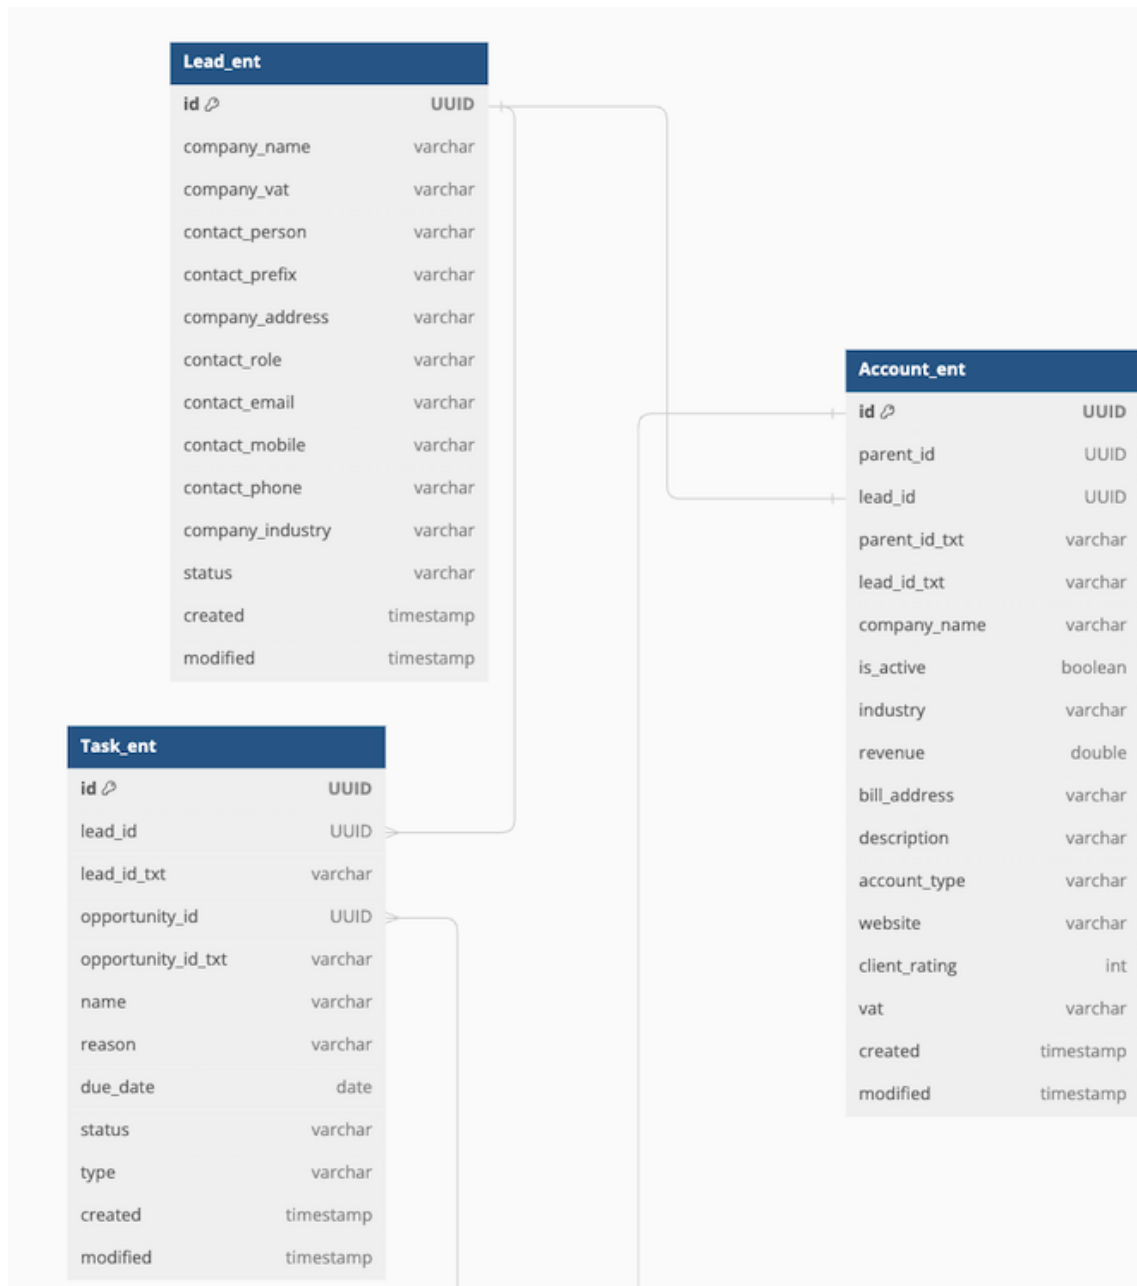 Lead_ent
id UUID
company_name varchar
company_vat varchar
contact_person varchar
contact_prefix varchar
company_address varchar
contact_role varchar
contact_email varchar
contact_mobile varchar
contact_phone varchar
company_industry varchar
status varchar
created timestamp
modified timestamp
Task_ent
id UUID
lead_id UUID
lead_id_txt varchar
opportunity_id UUID
opportunity_id_txt varchar
name varchar
reason varchar
due_date date
status varchar
type varchar
created timestamp
modified timestamp
Account_ent
id UUID
parent_id UUID
lead_id UUID
parent_id_txt varchar
lead_id_txt varchar
company_name varchar
is_active boolean
industry varchar
revenue double
bill_address varchar
description varchar
account_type varchar
website varchar
client_rating int
vat varchar
created timestamp
modified timestamp